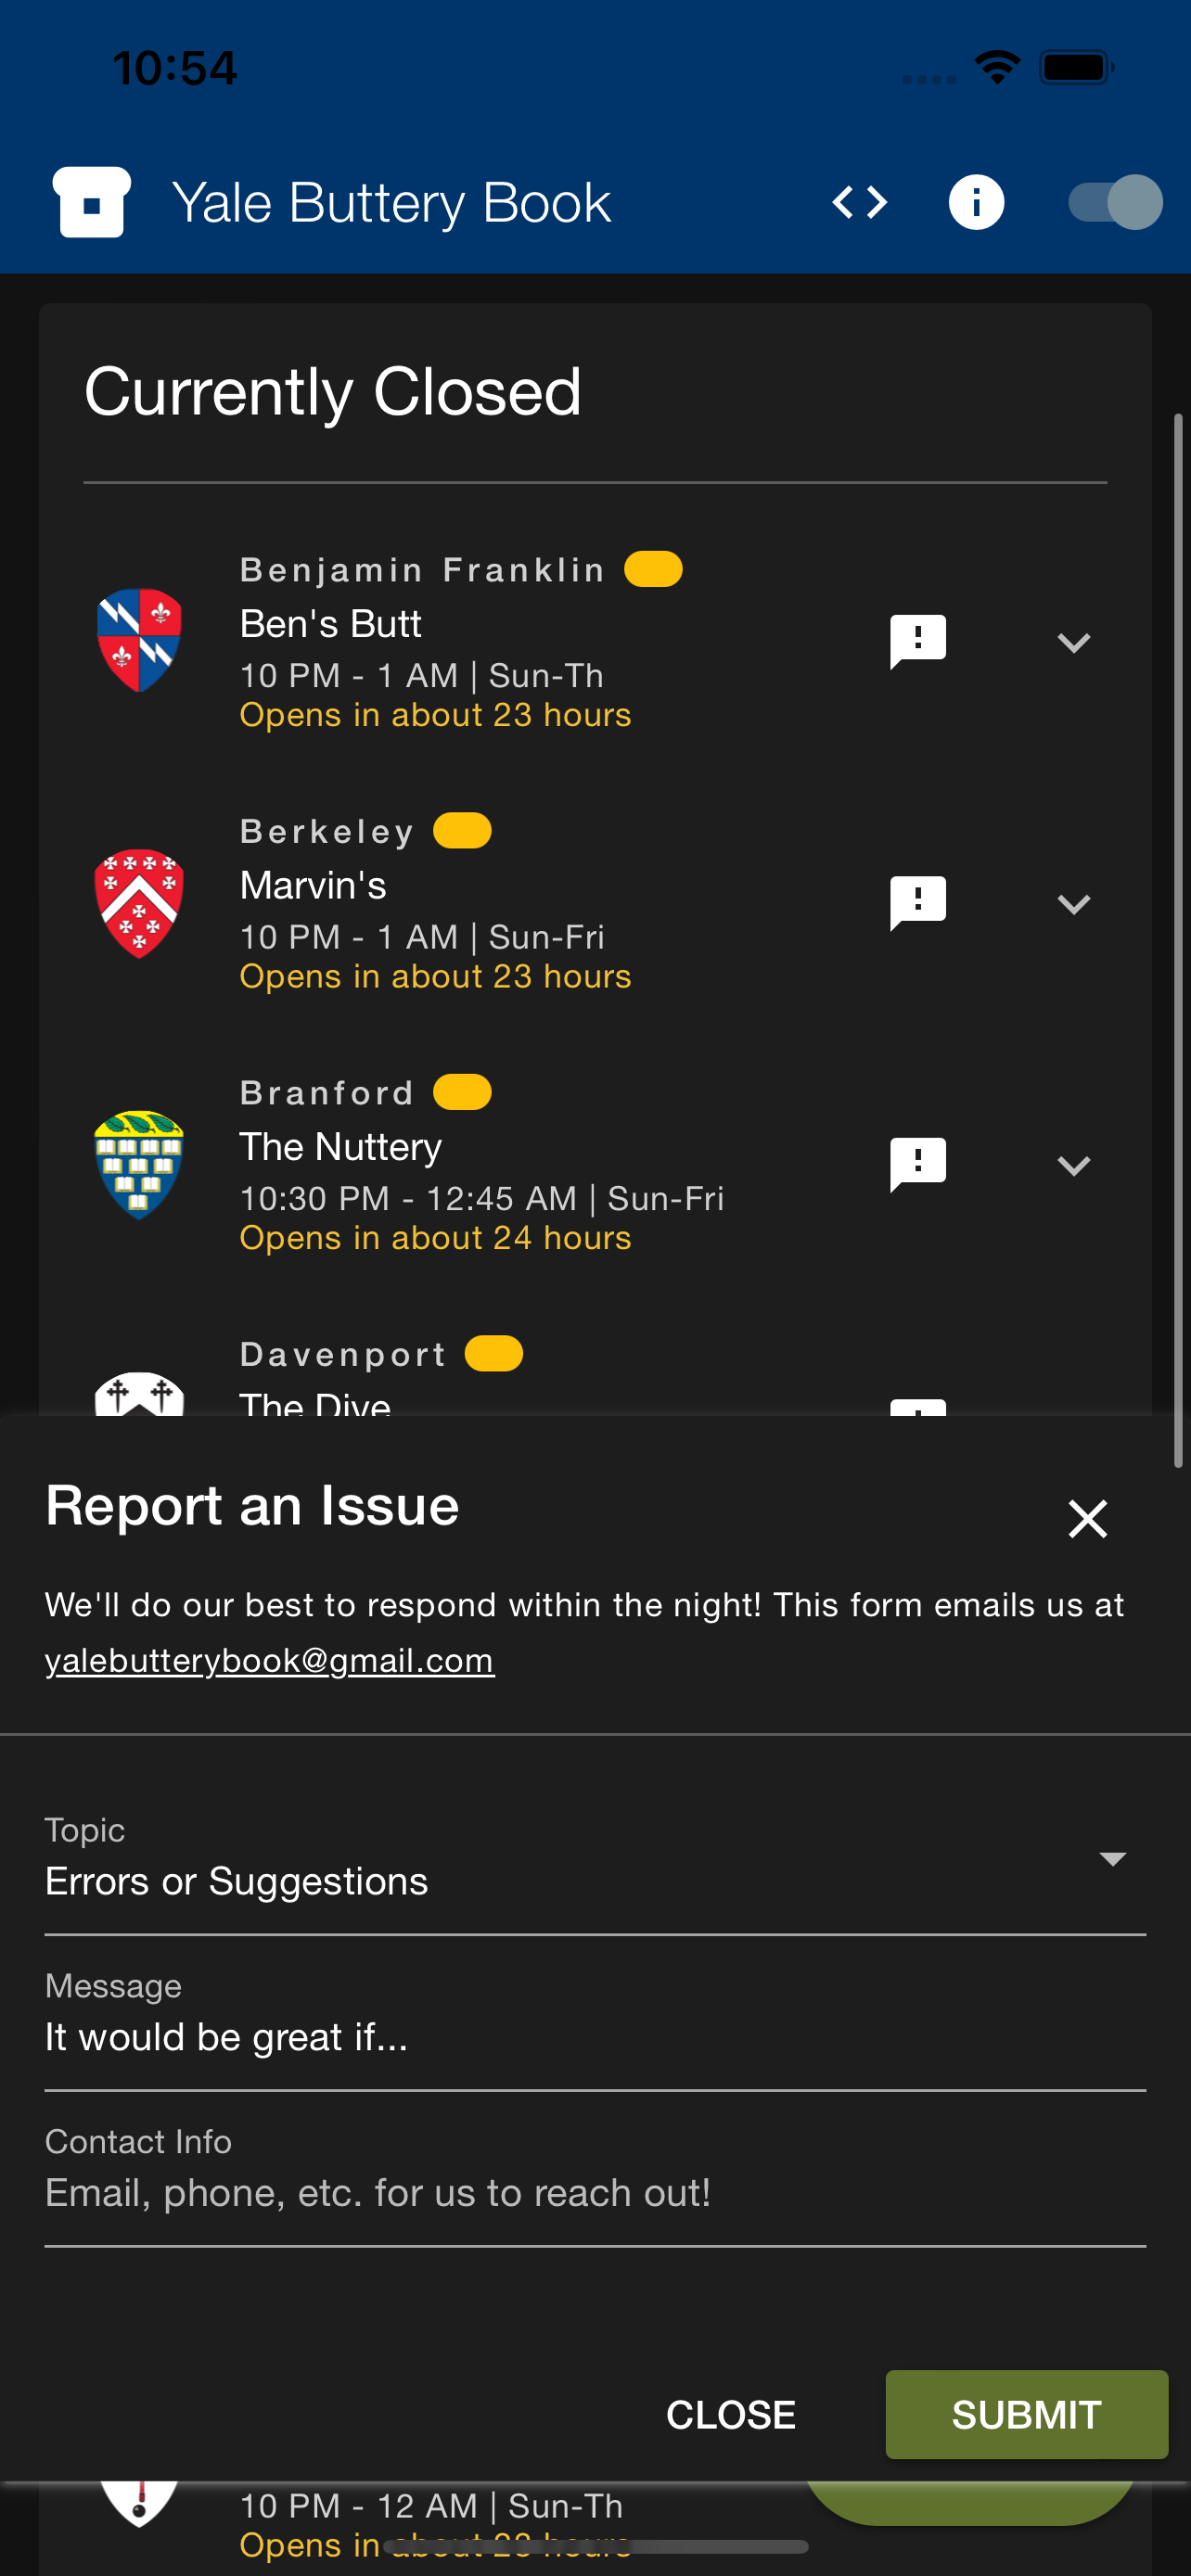 10:54
Yale Buttery Book
Currently Closed
Benjamin Franklin
Ben's Butt
10 PM - 1 AM | Sun-Th
Opens in about 23 hours
Berkeley
Marvin's
10 PM - 1 AM | Sun-Fri
Opens in about 23 hours
Branford
The Nuttery
10:30 PM - 12:45 AM | Sun-Fri
Opens in about 24 hours
Davenport
The Dive
Report an Issue
We'll do our best to respond within the night! This form emails us at
yalebutterybook@gmail.com
Topic
Errors or Suggestions
Message
It would be great if...
Contact Info
Email, phone, etc. for us to reach out!
CLOSE
SUBMIT
10 PM - 12 AM | Sun-Th
Opens in about 23 hours